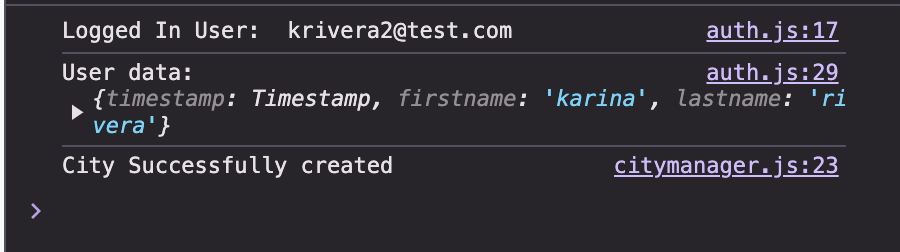 Logged In User:  krivera2@test.com auth.js:17
User data: auth.js:29
{timestamp: Timestamp, firstname: 'karina', lastname: 'ri
vera'}
City Successfully created citymanager.js:23